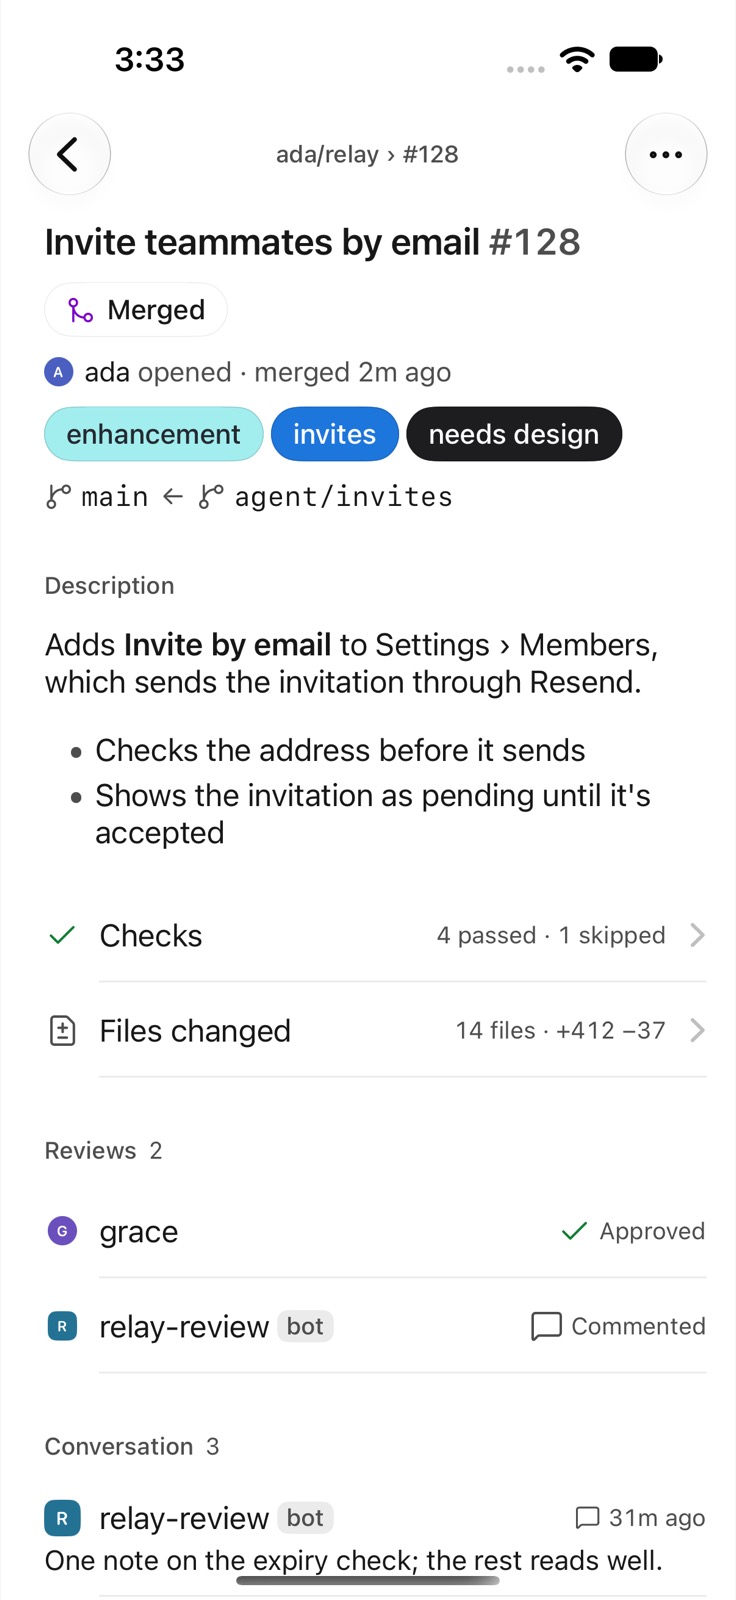 3:33
ada/relay › #128
Invite teammates by email #128
Merged
A ada opened · merged 2m ago
enhancement invites needs design
main ← agent/invites
Description
Adds Invite by email to Settings › Members,
which sends the invitation through Resend.
• Checks the address before it sends
• Shows the invitation as pending until it's
accepted
Checks 4 passed · 1 skipped
Files changed 14 files · +412 −37
Reviews 2
G grace Approved
R relay-review bot Commented
Conversation 3
R relay-review bot 31m ago
One note on the expiry check; the rest reads well.